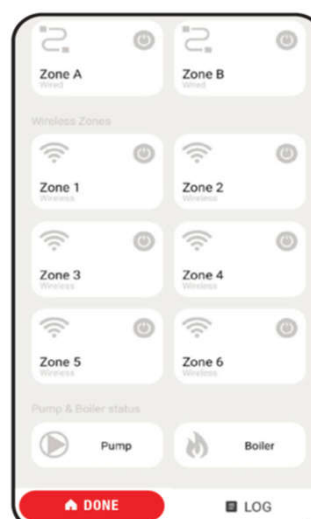 Zone A Zone B
Wired Wired
Wireless Zones
Zone 1 Zone 2
Wireless Wireless
Zone 3 Zone 4
Wireless Wireless
Zone 5 Zone 6
Wireless Wireless
Pump & Boiler status
Pump Boiler
DONE LOG